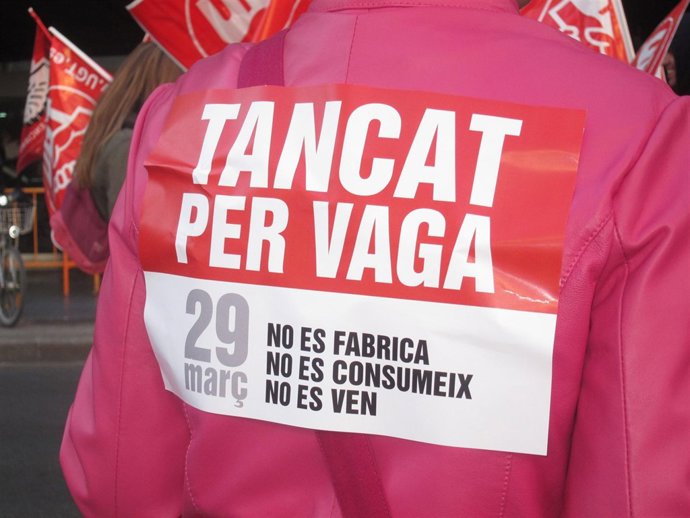 TANCAT
PER VAGA
29
març
NO ES FABRICA
NO ES CONSUMEIX
NO ES VEN